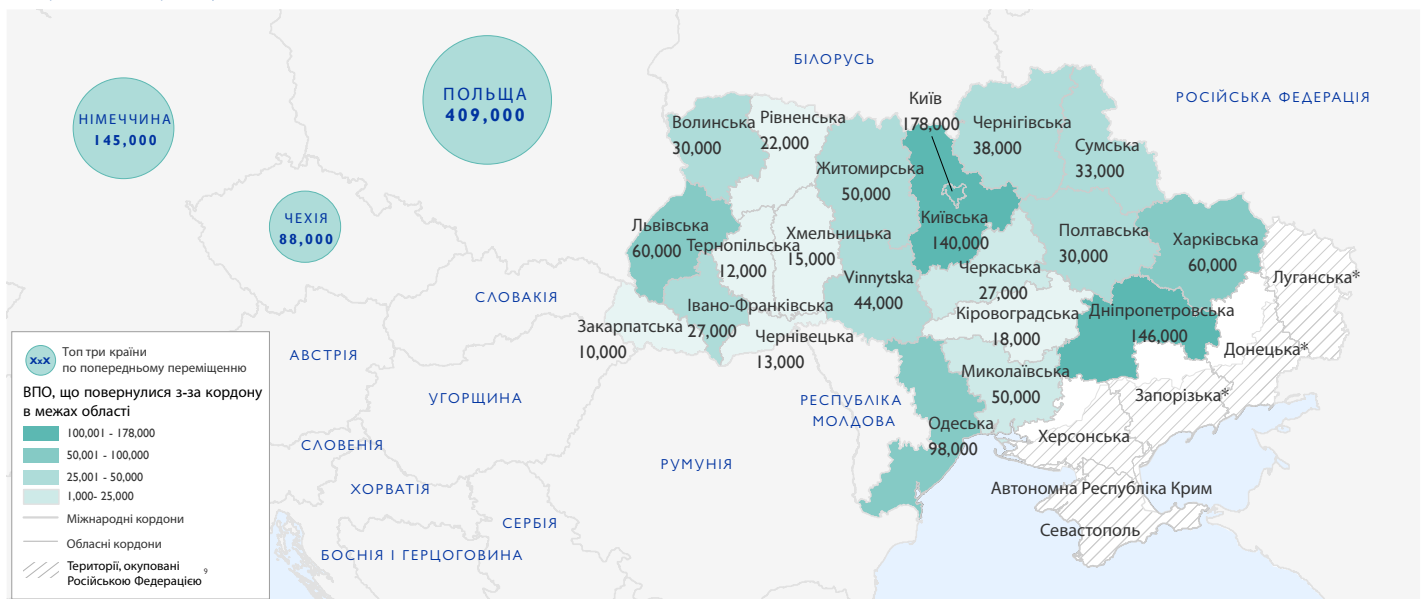 БІЛОРУСЬ
РОСІЙСЬКА ФЕДЕРАЦІЯ
ПОЛЬЩА
409,000
НІМЕЧЧИНА
145,000
ЧЕХІЯ
88,000
Київ
178,000
Волинська
30,000
Рівненська
22,000
Житомирська
50,000
Чернігівська
38,000
Сумська
33,000
Київська
140,000
Львівська
60,000
Тернопільська
12,000
Хмельницька
15,000
Vinnytska
44,000
Черкаська
27,000
Полтавська
30,000
Харківська
60,000
Луганська*
Івано-Франківська
27,000
Закарпатська
10,000
Чернівецька
13,000
Кіровоградська
18,000
Дніпропетровська
146,000
Донецька*
Миколаївська
50,000
Запорізька*
Одеська
98,000
Херсонська
Автономна Республіка Крим
Севастополь
СЛОВАКІЯ
АВСТРІЯ
УГОРЩИНА
РЕСПУБЛІКА
МОЛДОВА
СЛОВЕНІЯ
РУМУНІЯ
ХОРВАТІЯ
СЕРБІЯ
БОСНІЯ І ГЕРЦОГОВИНА
xxx
Топ три країни
по попередньому переміщенню
ВПО, що повернулися з-за кордону
в межах області
100,001 - 178,000
50,001 - 100,000
25,001 - 50,000
1,000- 25,000
Міжнародні кордони
Обласні кордони
Території, окуповані
Російською Федерацією 9